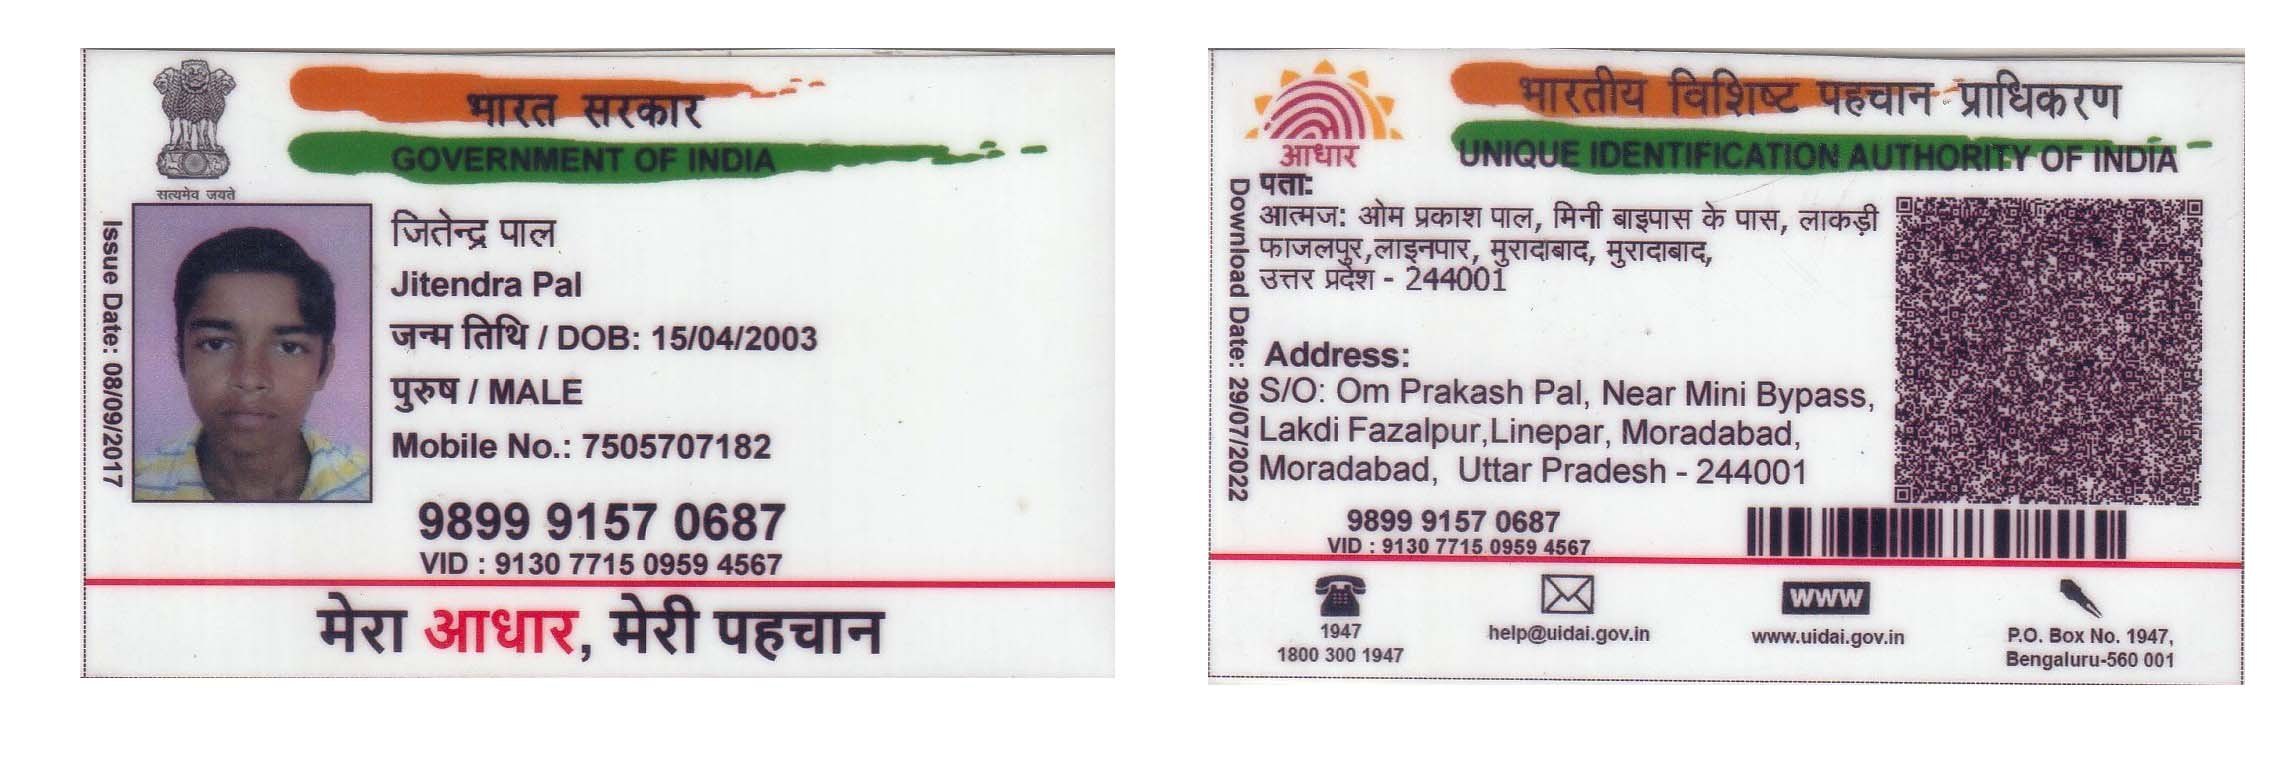 भारत सरकार
GOVERNMENT OF INDIA
सत्यमेव जयते
Issue Date: 08/09/2017
जितेन्द्र पाल
Jitendra Pal
जन्म तिथि / DOB: 15/04/2003
पुरुष / MALE
Mobile No.: 7505707182
9899 9157 0687
VID : 9130 7715 0959 4567
मेरा आधार, मेरी पहचान
आधार
भारतीय विशिष्ट पहचान प्राधिकरण
UNIQUE IDENTIFICATION AUTHORITY OF INDIA
Download Date: 29/07/2022
पता:
आत्मज: ओम प्रकाश पाल, मिनी बाइपास के पास, लाकड़ी
फाजलपुर,लाइनपार, मुरादाबाद, मुरादाबाद,
उत्तर प्रदेश - 244001
Address:
S/O: Om Prakash Pal, Near Mini Bypass,
Lakdi Fazalpur,Linepar, Moradabad,
Moradabad, Uttar Pradesh - 244001
9899 9157 0687
VID : 9130 7715 0959 4567
1947
1800 300 1947
help@uidai.gov.in
www
www.uidai.gov.in
P.O. Box No. 1947,
Bengaluru-560 001